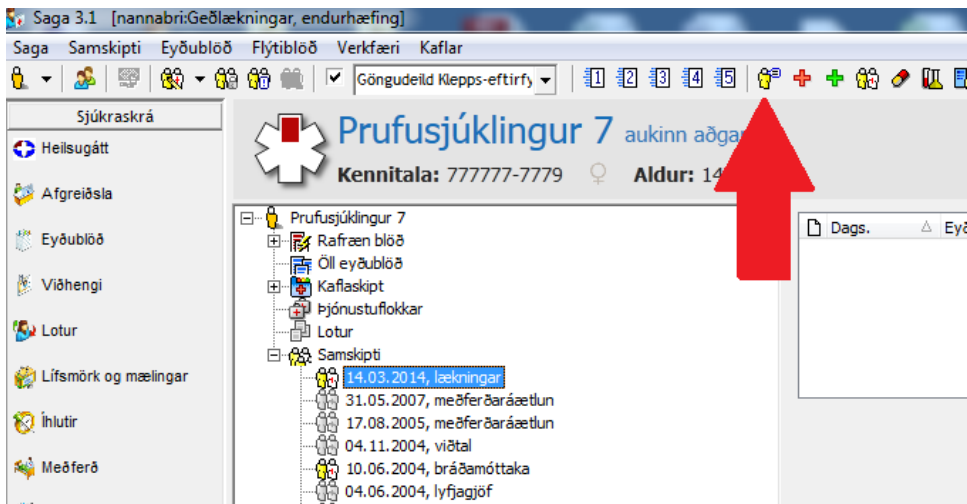 Saga 3.1 [nannabri:Geðlækningar, endurhæfing]
Saga Samskipti Eyðublöð Flýtiblöð Verkfæri Kaflar
Göngudeild Klepps-eftirfy
1 2 3 4 5
Sjúkraskrá
Heilsugátt
Afgreiðsla
Eyðublöð
Viðhengi
Lotur
Lífsmörk og mælingar
Íhlutir
Meðferð
Prufusjúklingur 7 aukinn aðgan
Kennitala: 777777-7779 Aldur: 14
Prufusjúklingur 7
Rafræn blöð
Öll eyðublöð
Kaflaskipt
Þjónustuflokkar
Lotur
Samskipti
14.03.2014, lækningar
31.05.2007, meðferðaráætlun
17.08.2005, meðferðaráætlun
04.11.2004, viðtal
10.06.2004, bráðamóttaka
04.06.2004, lyfjagjöf
Dags. Eyð